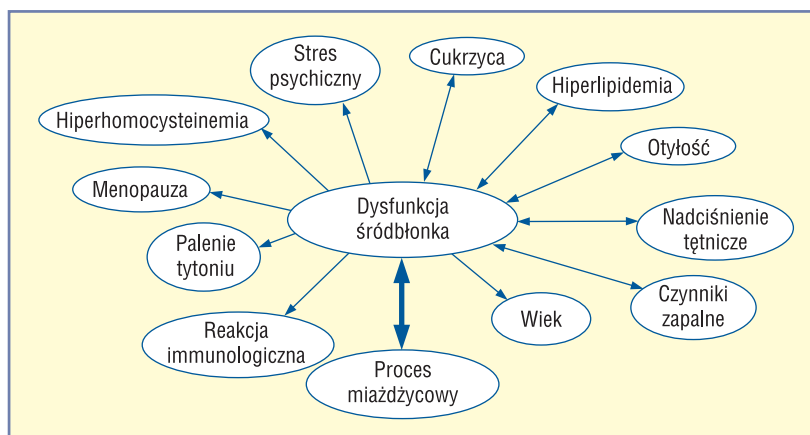 Stres
psychiczny
Cukrzyca
Hiperlipidemia
Hiperhomocysteinemia
Otyłość
Menopauza
Dysfunkcja
śródbłonka
Nadciśnienie
tętnicze
Palenie
tytoniu
Czynniki
zapalne
Wiek
Reakcja
immunologiczna
Proces
miażdżycowy